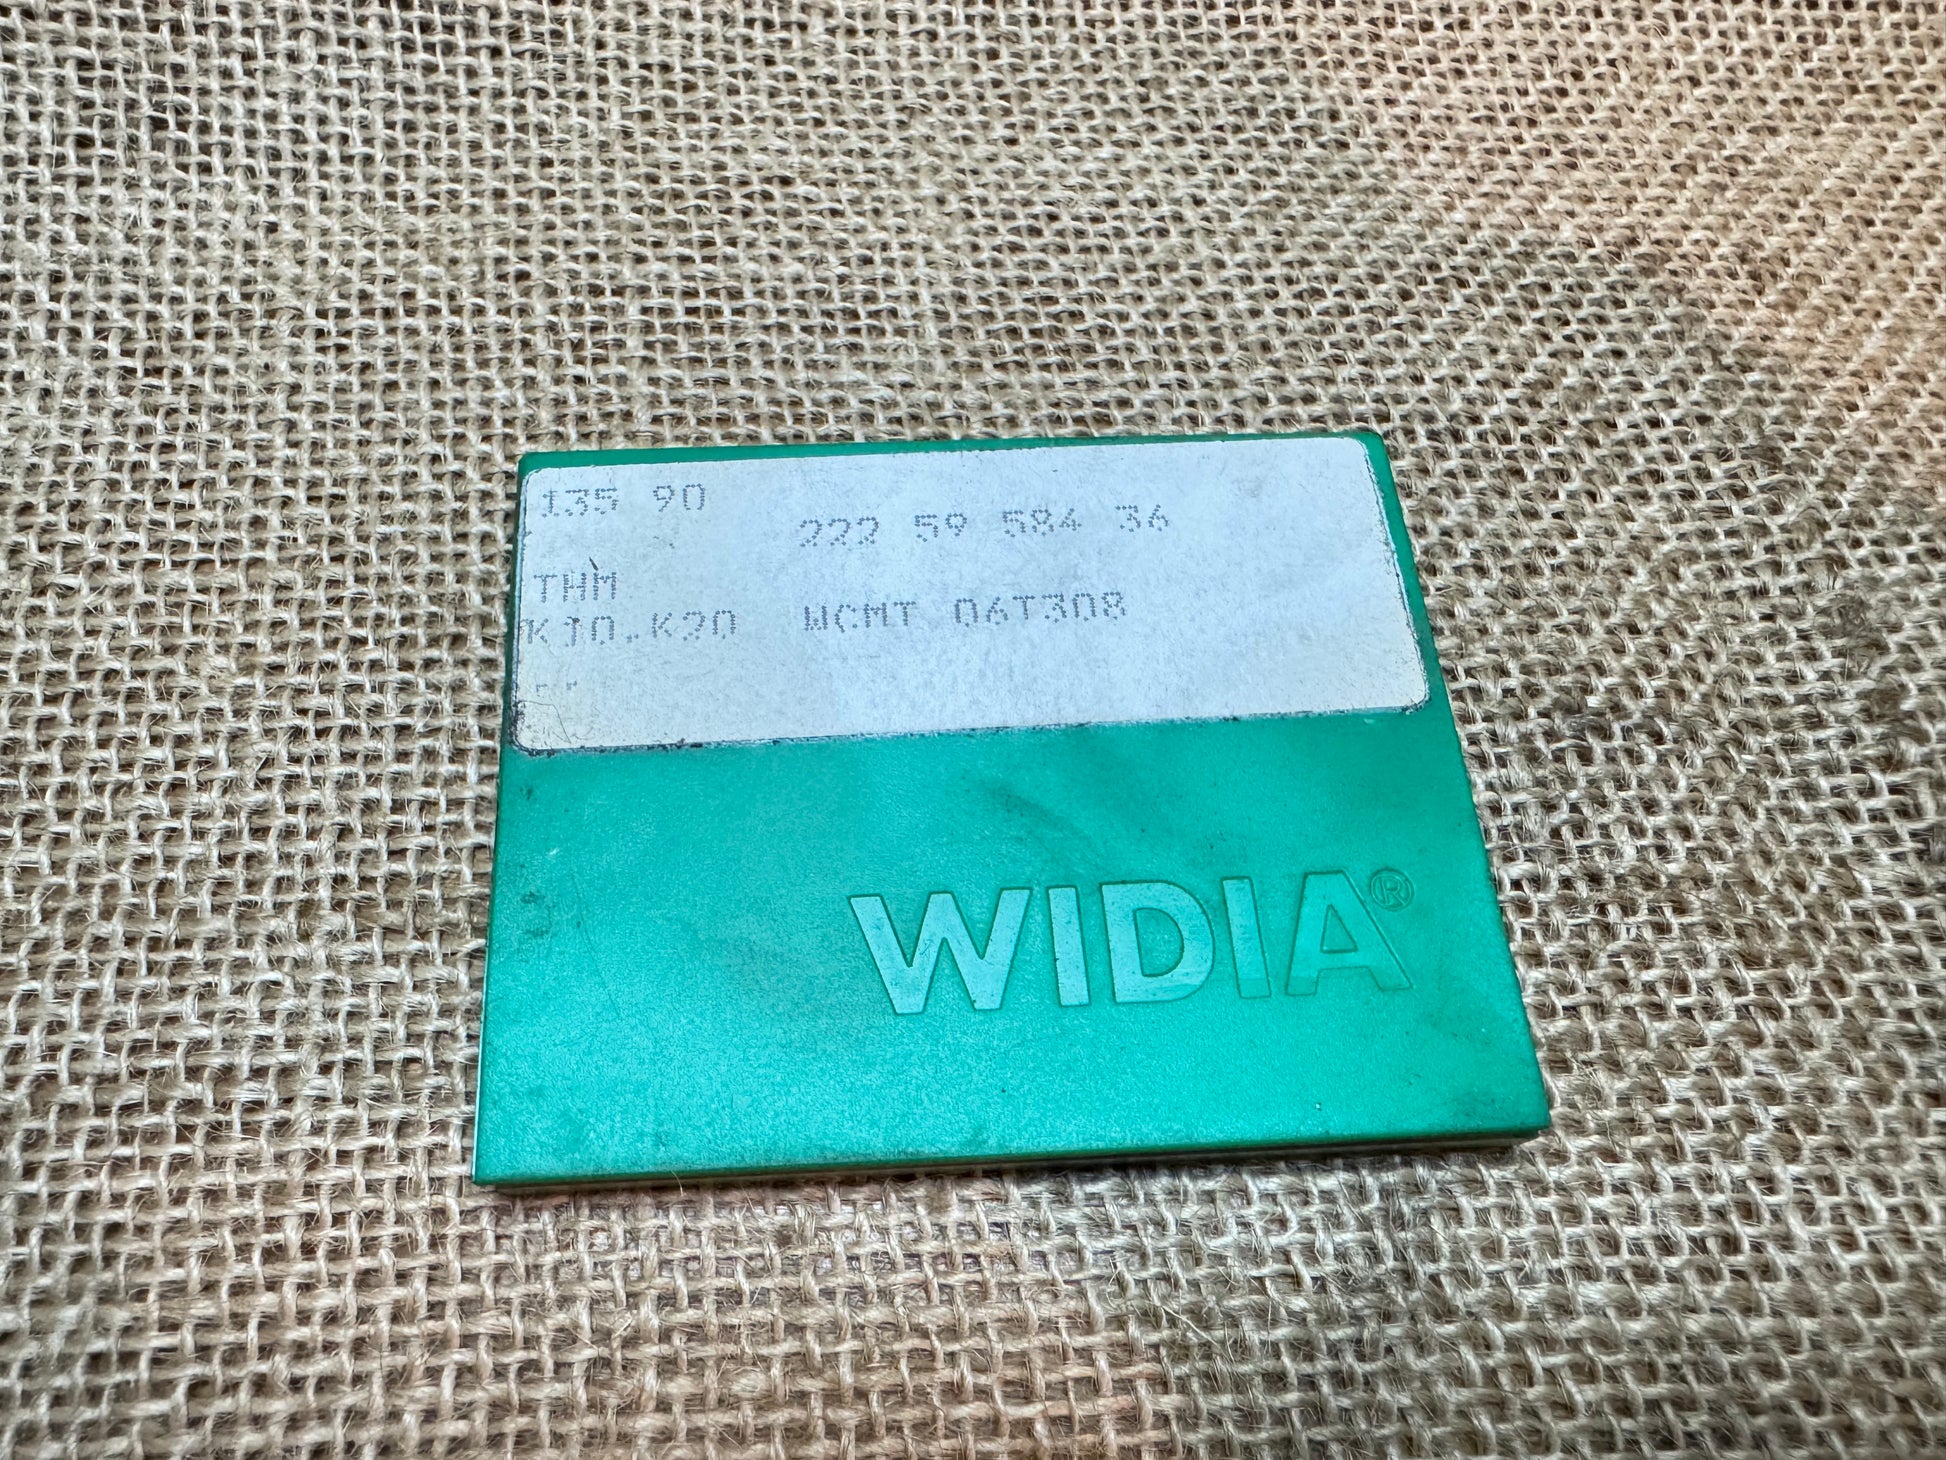 135 90
222 59 584 36
THM
K10.K20 WCMT 06T308
WIDIA®